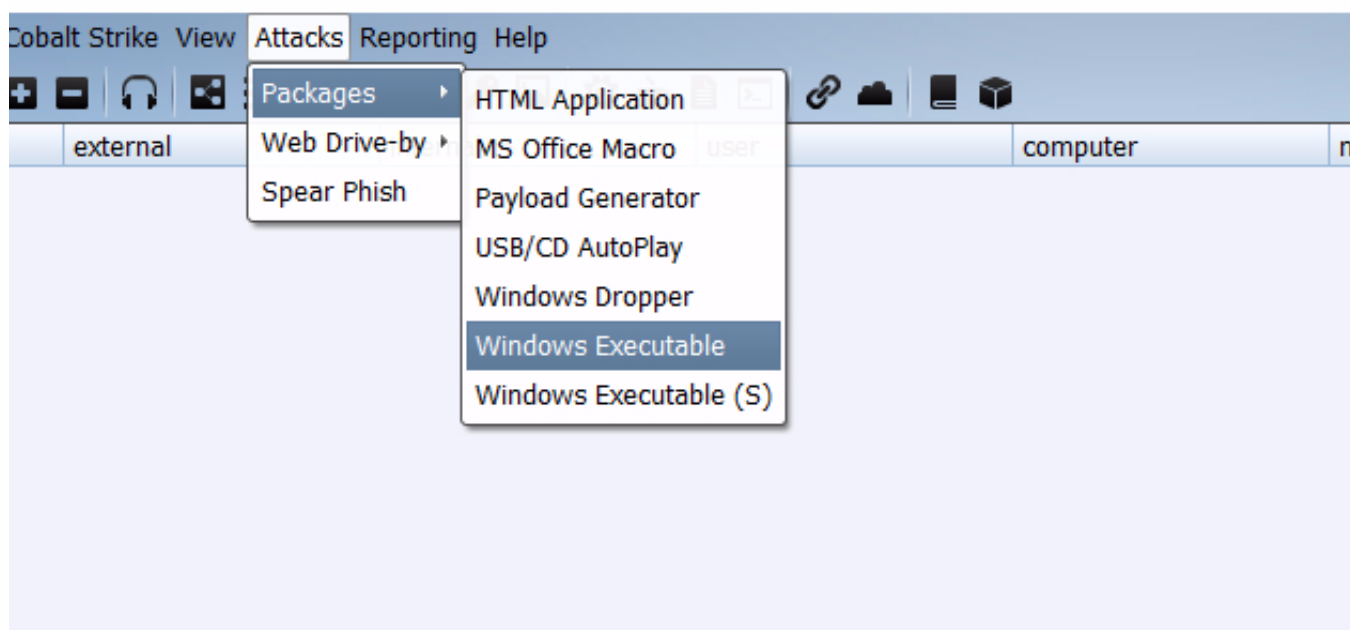 Cobalt Strike View Attacks Reporting Help
Packages
Web Drive-by
Spear Phish
HTML Application
MS Office Macro
Payload Generator
USB/CD AutoPlay
Windows Dropper
Windows Executable
Windows Executable (S)
external user computer